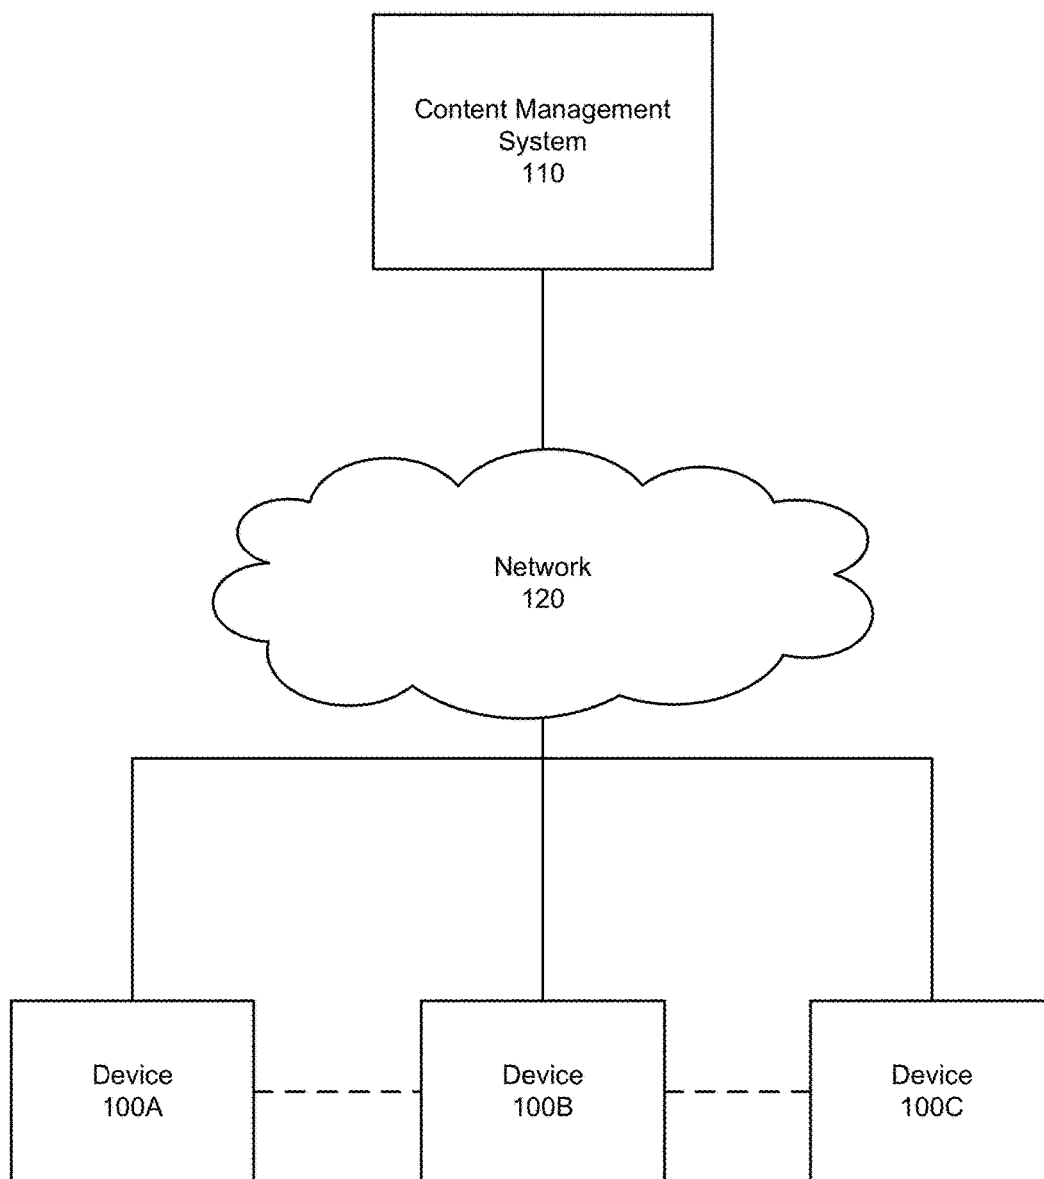 Content Management
System
110
Network
120
Device
100A
Device
100B
Device
100C